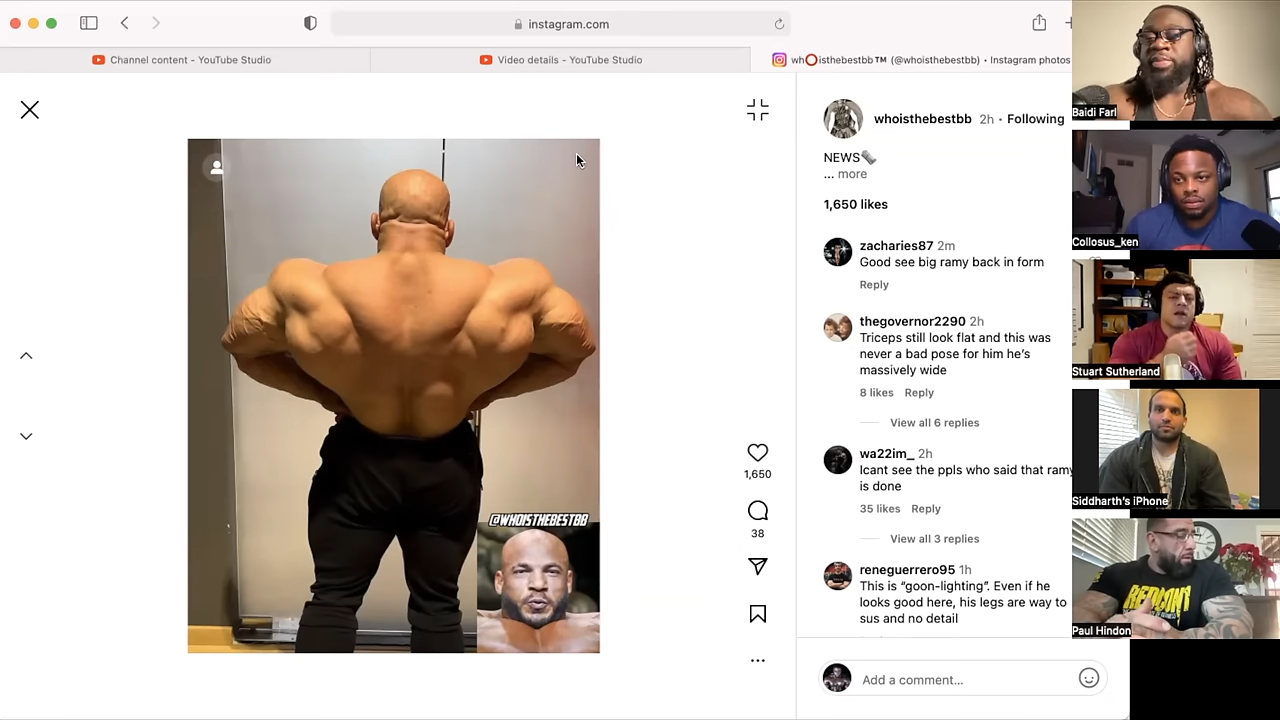 instagram.com
Channel content - YouTube Studio
Video details - YouTube Studio
wh⭕isthebestbb™ (@whoisthebestbb) • Instagram photos
whoisthebestbb 2h • Following
NEWS🗞️
... more
1,650 likes
zacharies87 2m
Good see big ramy back in form
Reply
thegovernor2290 2h
Triceps still look flat and this was
never a bad pose for him he's
massively wide
8 likes Reply
View all 6 replies
wa22im_ 2h
Icant see the ppls who said that ramy
is done
35 likes Reply
View all 3 replies
reneguerrero95 1h
This is “goon-lighting”. Even if he
looks good here, his legs are way to
sus and no detail
Add a comment...
1,650
38
@WHOISTHEBESTBB
Baidi Farl
Collosus_ken
Stuart Sutherland
Siddharth's iPhone
REDCON1
Paul Hindon